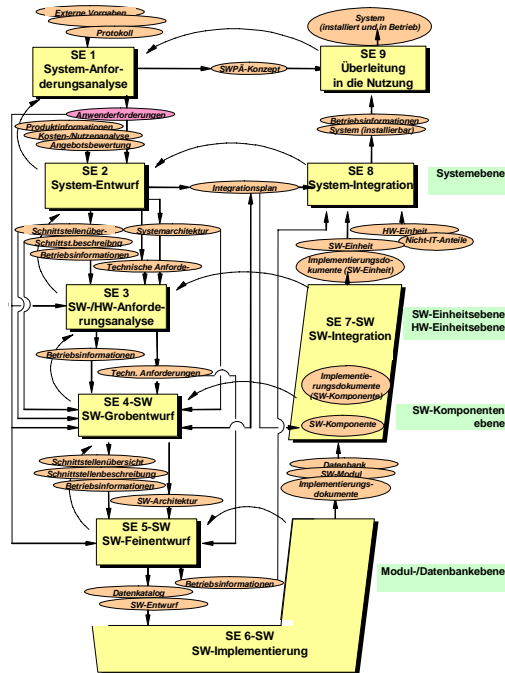 Externe Vorgaben
Protokoll
SE 1
System-Anfor-
derungsanalyse
SWPÄ-Konzept
System
(installiert und in Betrieb)
SE 9
Überleitung
in die Nutzung
Anwenderforderungen
Produktinformationen
Kosten-/Nutzenanalyse
Angebotsbewertung
Betriebsinformationen
System (installierbar)
SE 2
System-Entwurf
Integrationsplan
SE 8
System-Integration
Systemebene
Schnittstellenüber-
Schnittst.beschreibng
Betriebsinformationen
Systemarchitektur
Technische Anforde-
HW-Einheit
Nicht-IT-Anteile
SW-Einheit
Implementierungsdo-
kumente (SW-Einheit)
SE 3
SW-/HW-Anforde-
rungsanalyse
SE 7-SW
SW-Integration
SW-Einheitsebene
HW-Einheitsebene
Betriebsinformationen
Techn. Anforderungen
Implementie-
rungsdokumente
(SW-Komponente)
SE 4-SW
SW-Grobentwurf
SW-Komponente
SW-Komponenten
ebene
Schnittstellenübersicht
Schnittstellenbeschreibung
Betriebsinformationen
SW-Architektur
Datenbank
SW-Modul
Implementierungs-
dokumente
SE 5-SW
SW-Feinentwurf
Modul-/Datenbankebene
Betriebsinformationen
Datenkatalog
SW-Entwurf
SE 6-SW
SW-Implementierung